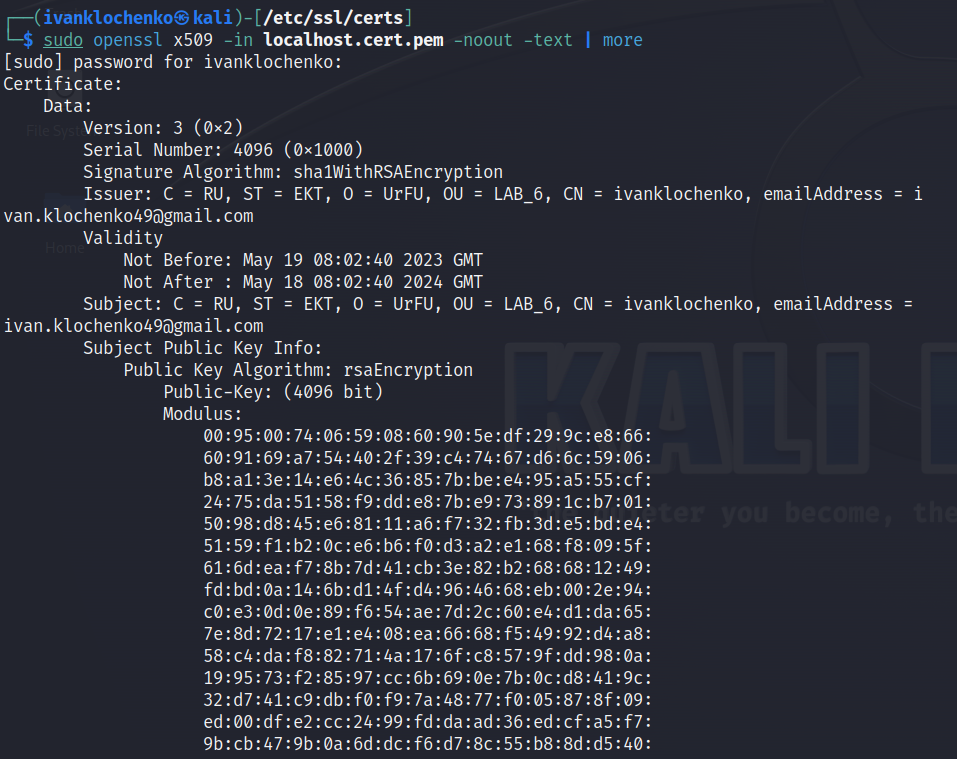 ┌──(ivanklochenko㉿kali)-[/etc/ssl/certs]
└─$ sudo openssl x509 -in localhost.cert.pem -noout -text | more
[sudo] password for ivanklochenko:
Certificate:
    Data:
        Version: 3 (0×2)
        Serial Number: 4096 (0×1000)
        Signature Algorithm: sha1WithRSAEncryption
        Issuer: C = RU, ST = EKT, O = UrFU, OU = LAB_6, CN = ivanklochenko, emailAddress = i
van.klochenko49@gmail.com
        Validity
            Not Before: May 19 08:02:40 2023 GMT
            Not After : May 18 08:02:40 2024 GMT
        Subject: C = RU, ST = EKT, O = UrFU, OU = LAB_6, CN = ivanklochenko, emailAddress =
ivan.klochenko49@gmail.com
        Subject Public Key Info:
            Public Key Algorithm: rsaEncryption
                Public-Key: (4096 bit)
                Modulus:
                    00:95:00:74:06:59:08:60:90:5e:df:29:9c:e8:66:
                    60:91:69:a7:54:40:2f:39:c4:74:67:d6:6c:59:06:
                    b8:a1:3e:14:e6:4c:36:85:7b:be:e4:95:a5:55:cf:
                    24:75:da:51:58:f9:dd:e8:7b:e9:73:89:1c:b7:01:
                    50:98:d8:45:e6:81:11:a6:f7:32:fb:3d:e5:bd:e4:
                    51:59:f1:b2:0c:e6:b6:f0:d3:a2:e1:68:f8:09:5f:
                    61:6d:ea:f7:8b:7d:41:cb:3e:82:b2:68:68:12:49:
                    fd:bd:0a:14:6b:d1:4f:d4:96:46:68:eb:00:2e:94:
                    c0:e3:0d:0e:89:f6:54:ae:7d:2c:60:e4:d1:da:65:
                    7e:8d:72:17:e1:e4:08:ea:66:68:f5:49:92:d4:a8:
                    58:c4:da:f8:82:71:4a:17:6f:c8:57:9f:dd:98:0a:
                    19:95:73:f2:85:97:cc:6b:69:0e:7b:0c:d8:41:9c:
                    32:d7:41:c9:db:f0:f9:7a:48:77:f0:05:87:8f:09:
                    ed:00:df:e2:cc:24:99:fd:da:ad:36:ed:cf:a5:f7:
                    9b:cb:47:9b:0a:6d:dc:f6:d7:8c:55:b8:8d:d5:40:
File Syst
Home
KALI
you become, the